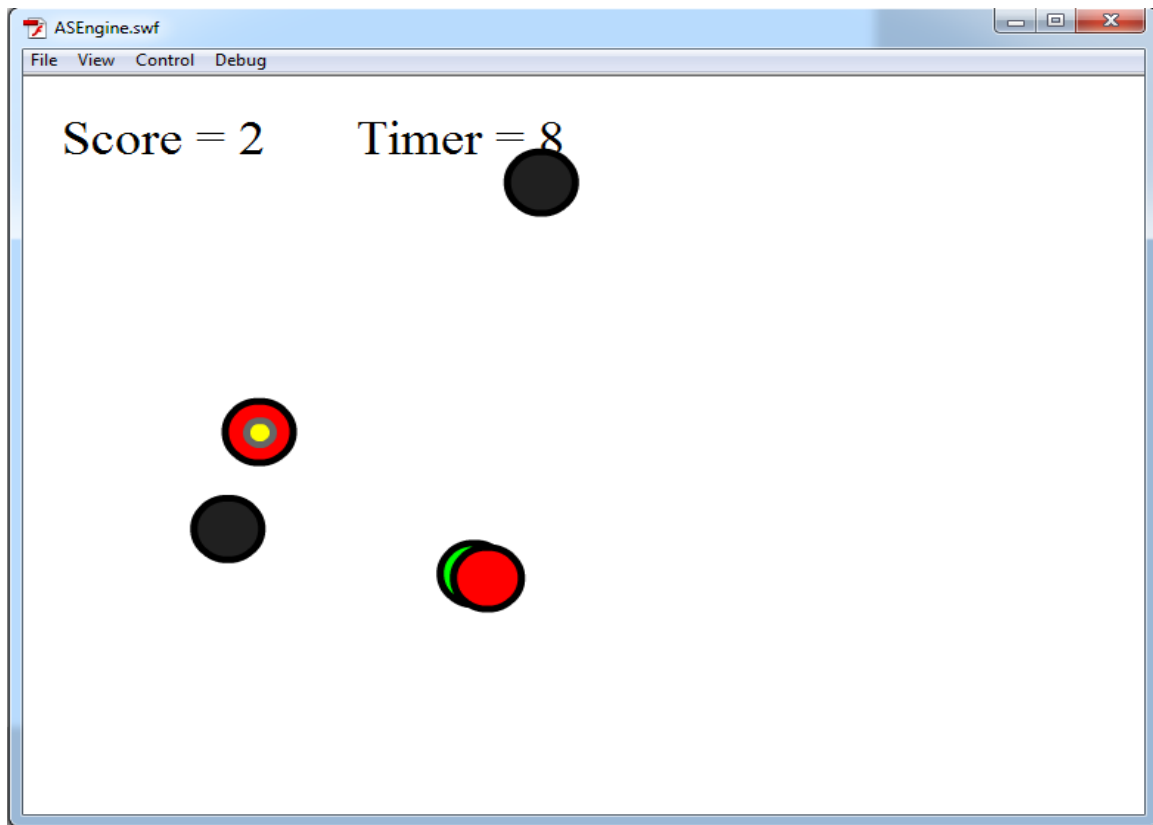 ASEngine.swf
File View Control Debug
Score = 2 Timer = 8